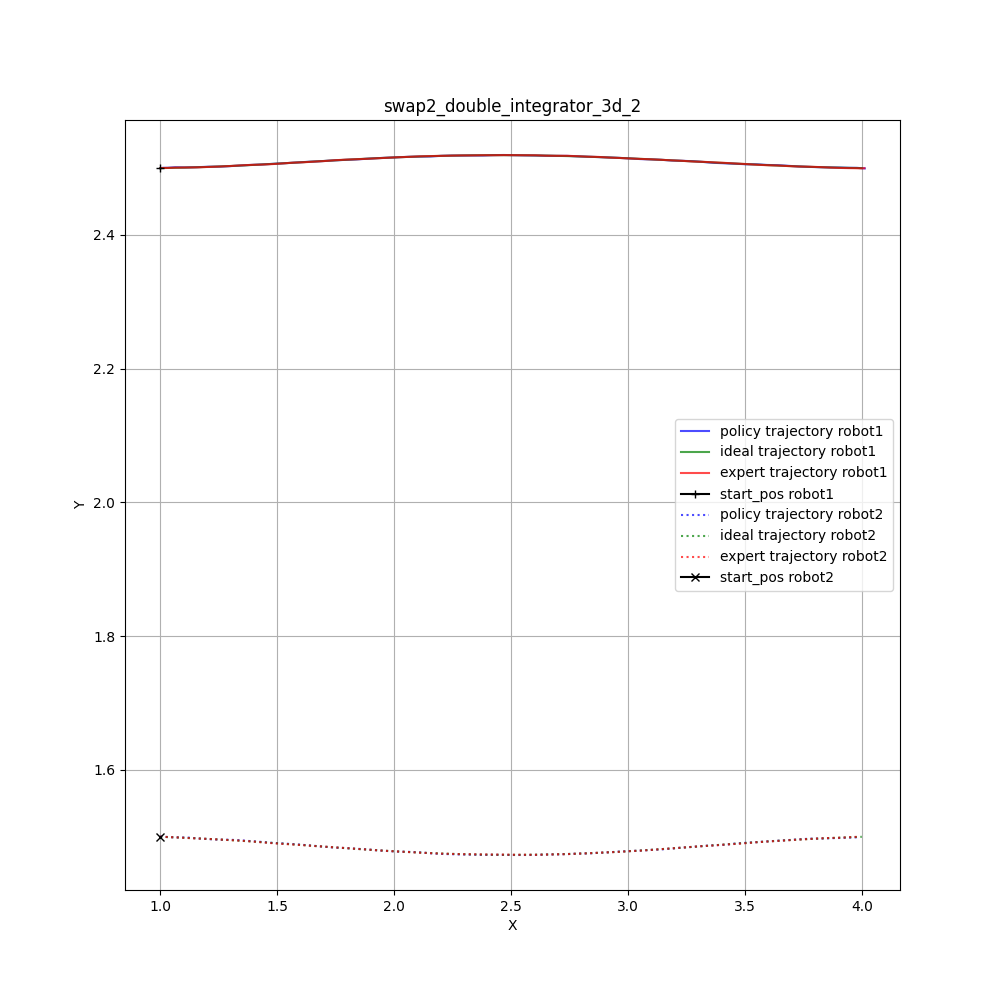 swap2_double_integrator_3d_2
2.4
2.2
2.0
1.8
1.6
Y
policy trajectory robot1
ideal trajectory robot1
expert trajectory robot1
start_pos robot1
policy trajectory robot2
ideal trajectory robot2
expert trajectory robot2
start_pos robot2
1.0 1.5 2.0 2.5 3.0 3.5 4.0
X